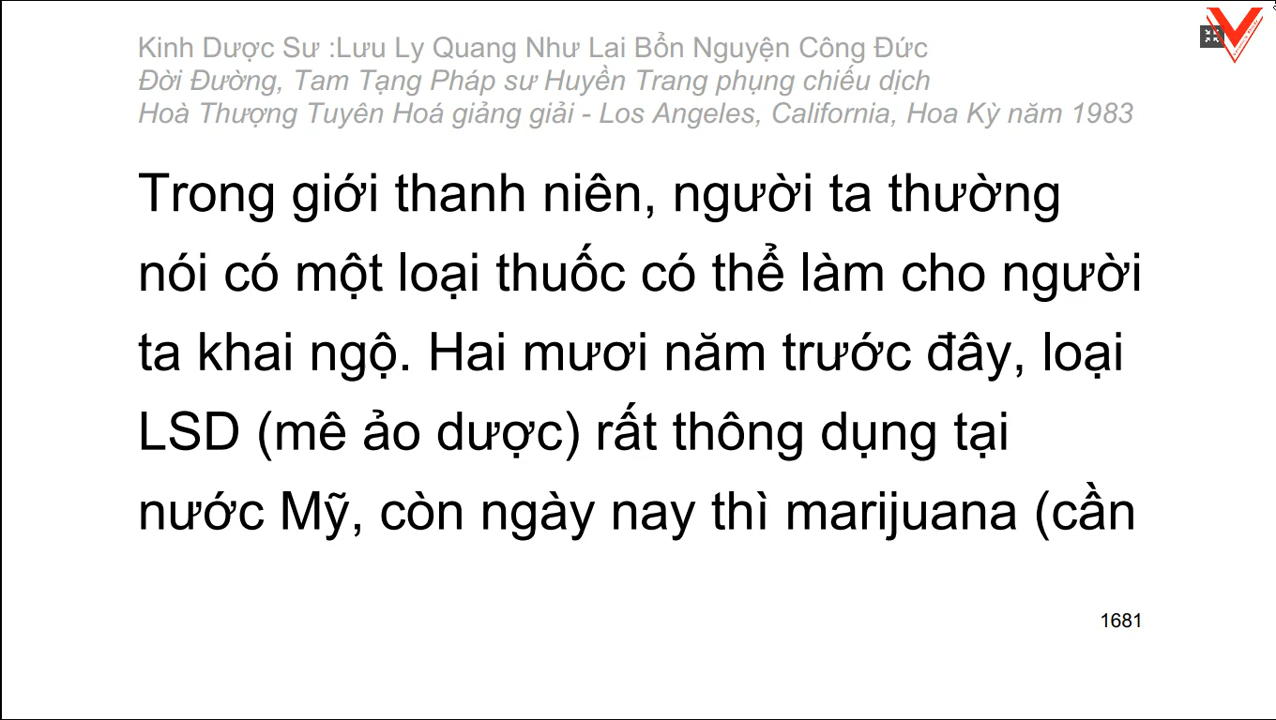 Kinh Dược Sư :Lưu Ly Quang Như Lai Bổn Nguyện Công Đức
Đời Đường, Tam Tạng Pháp sư Huyền Trang phụng chiếu dịch
Hoà Thượng Tuyên Hoá giảng giải - Los Angeles, California, Hoa Kỳ năm 1983
Trong giới thanh niên, người ta thường
nói có một loại thuốc có thể làm cho người
ta khai ngộ. Hai mươi năm trước đây, loại
LSD (mê ảo dược) rất thông dụng tại
nước Mỹ, còn ngày nay thì marijuana (cần
1681